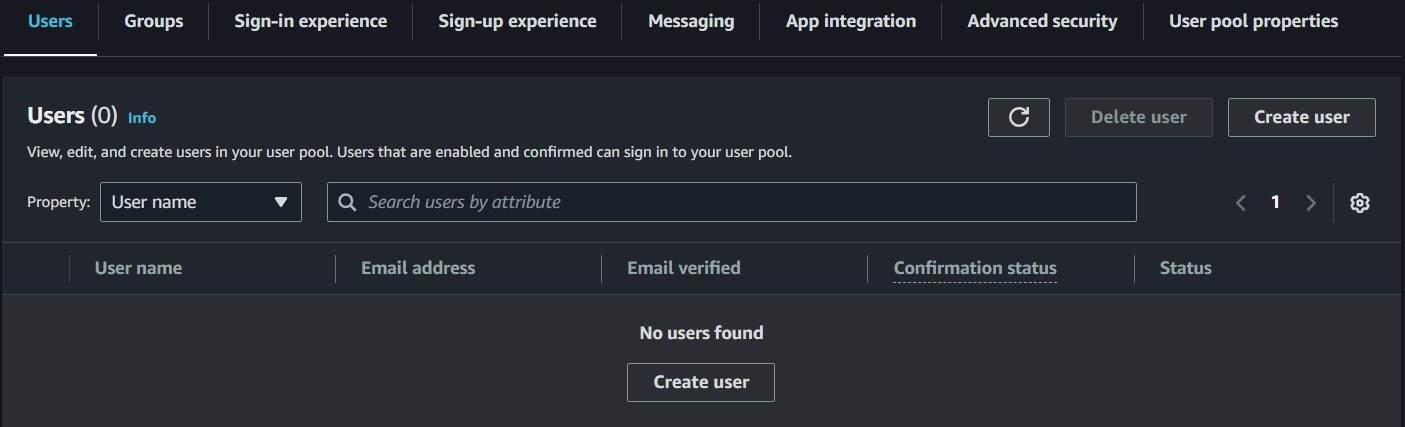 Users Groups Sign-in experience Sign-up experience Messaging App integration Advanced security User pool properties
Users (0) Info Delete user Create user
View, edit, and create users in your user pool. Users that are enabled and confirmed can sign in to your user pool.
Property: User name Search users by attribute 1
User name Email address Email verified Confirmation status Status
No users found
Create user